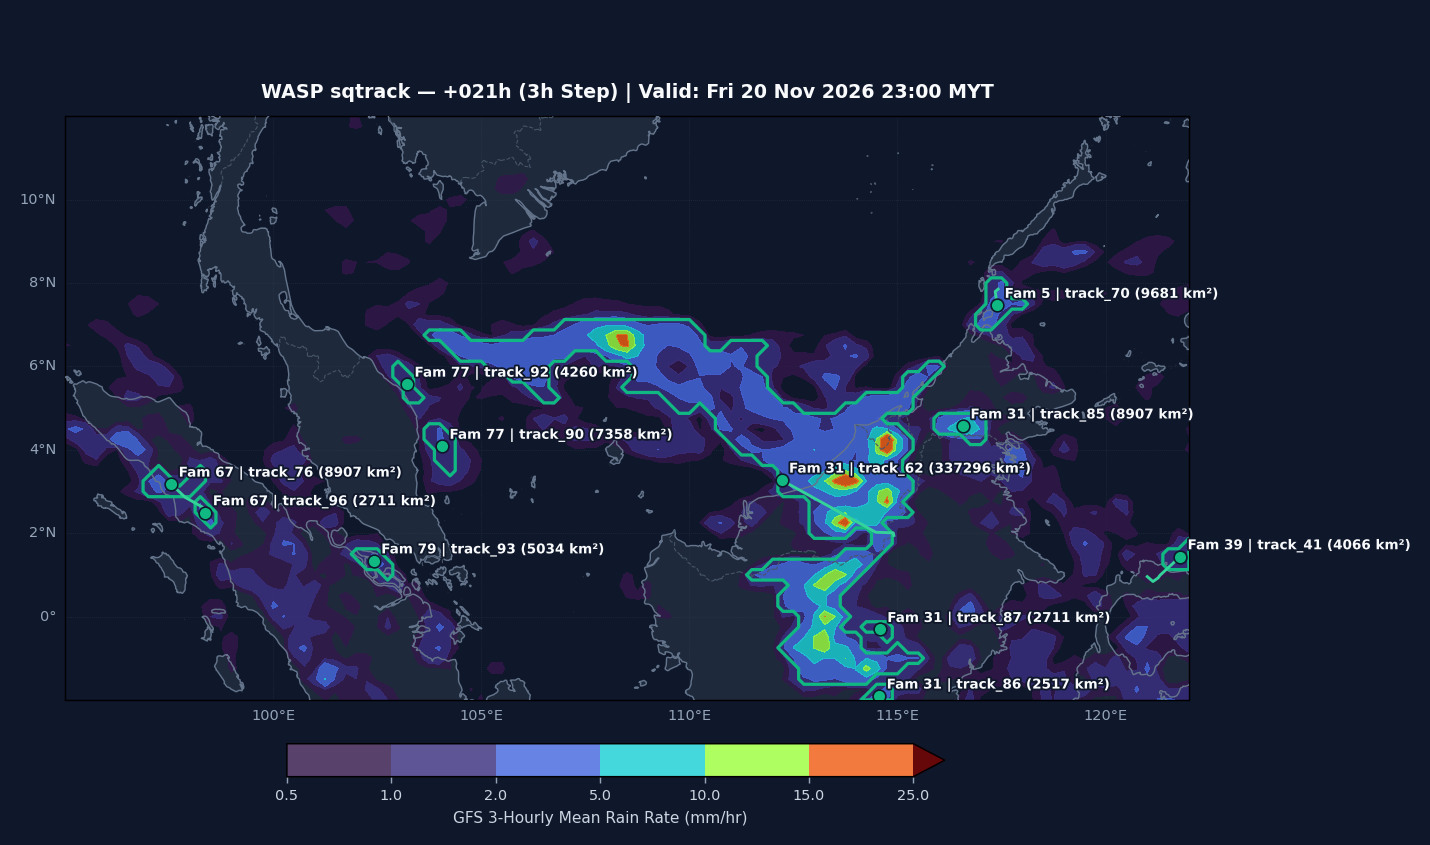 WASP sqtrack — +021h (3h Step) | Valid: Fri 20 Nov 2026 23:00 MYT
10°N
8°N
Fam 5 | track_70 (9681 km²)
6°N
Fam 77 | track_92 (4260 km²)
Fam 31 | track_85 (8907 km²)
4°N
Fam 77 | track_90 (7358 km²)
Fam 67 | track_76 (8907 km²)
Fam 31 | track_62 (337296 km²)
Fam 67 | track_96 (2711 km²)
2°N
Fam 79 | track_93 (5034 km²)
Fam 39 | track_41 (4066 km²)
0°
Fam 31 | track_87 (2711 km²)
Fam 31 | track_86 (2517 km²)
100°E 105°E 110°E 115°E 120°E
0.5 1.0 2.0 5.0 10.0 15.0 25.0
GFS 3-Hourly Mean Rain Rate (mm/hr)